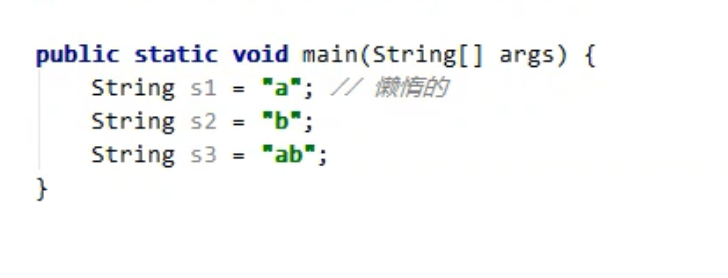 public static void main(String[] args) {
    String s1 = "a"; // 懒惰的
    String s2 = "b";
    String s3 = "ab";
}